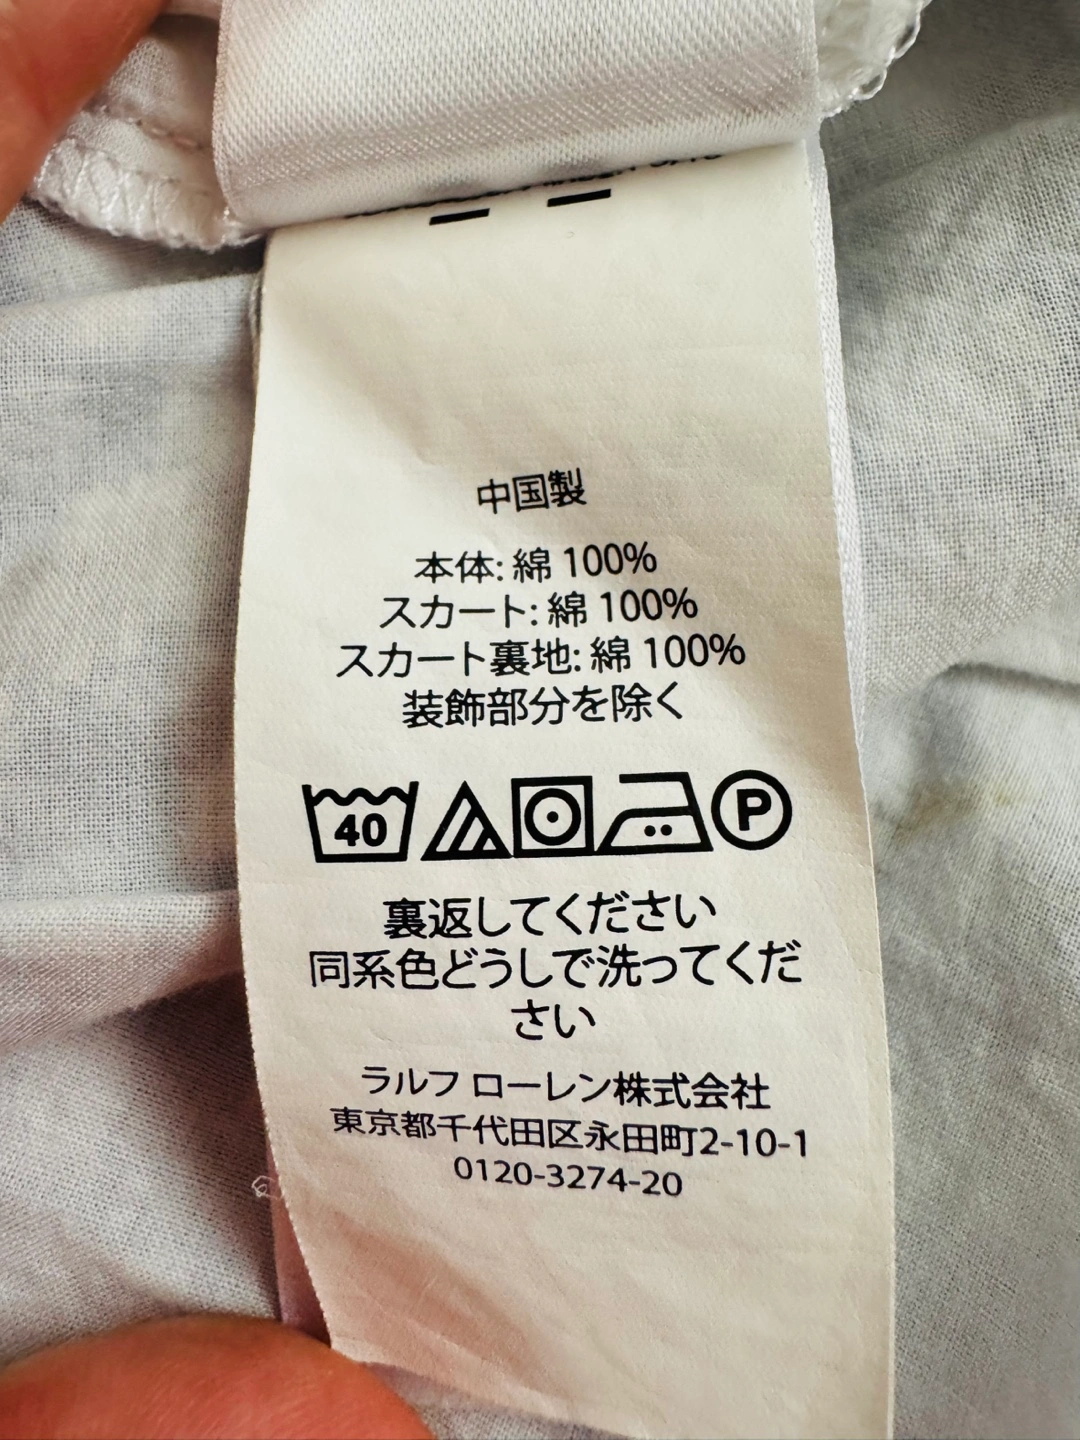 中国製
本体: 綿 100%
スカート: 綿 100%
スカート裏地: 綿 100%
装飾部分を除く
40
P
裏返してください
同系色どうしで洗ってくだ
さい
ラルフ ローレン株式会社
東京都千代田区永田町2-10-1
0120-3274-20